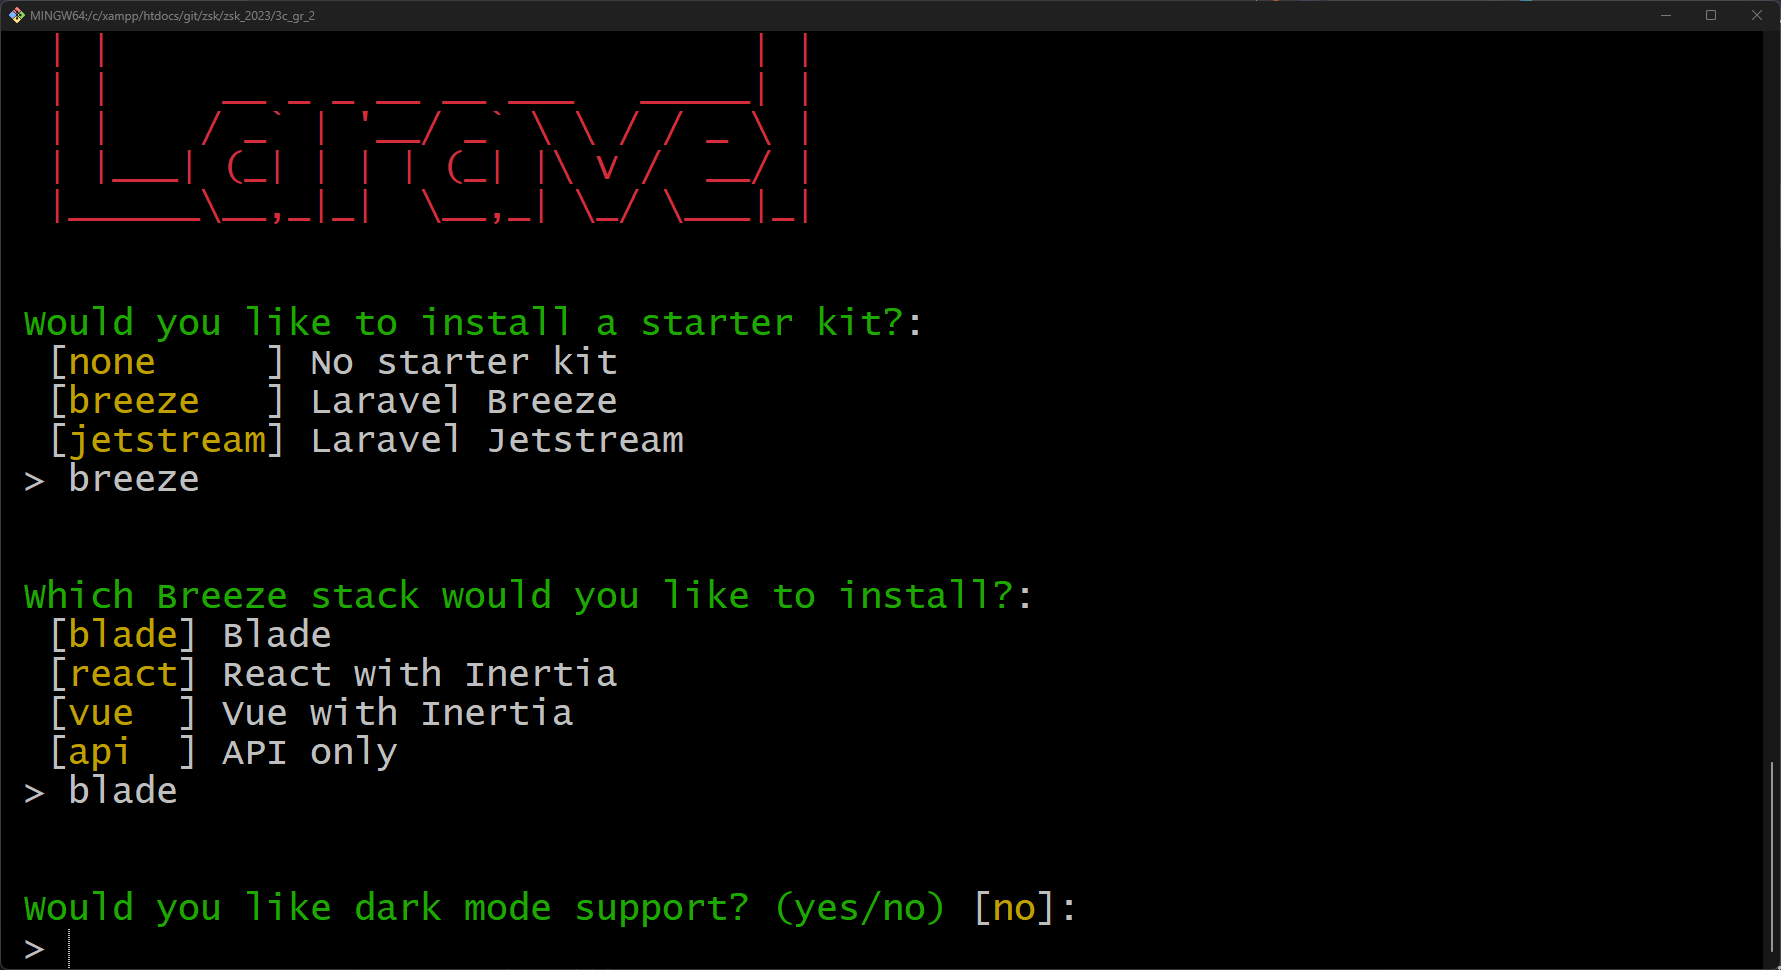 MINGW64:/c/xampp/htdocs/git/zsk/zsk_2023/3c_gr_2
Laravel
Would you like to install a starter kit?:
[none     ] No starter kit
[breeze   ] Laravel Breeze
[jetstream] Laravel Jetstream
> breeze
Which Breeze stack would you like to install?:
[blade] Blade
[react] React with Inertia
[vue  ] Vue with Inertia
[api  ] API only
> blade
Would you like dark mode support? (yes/no) [no]:
>